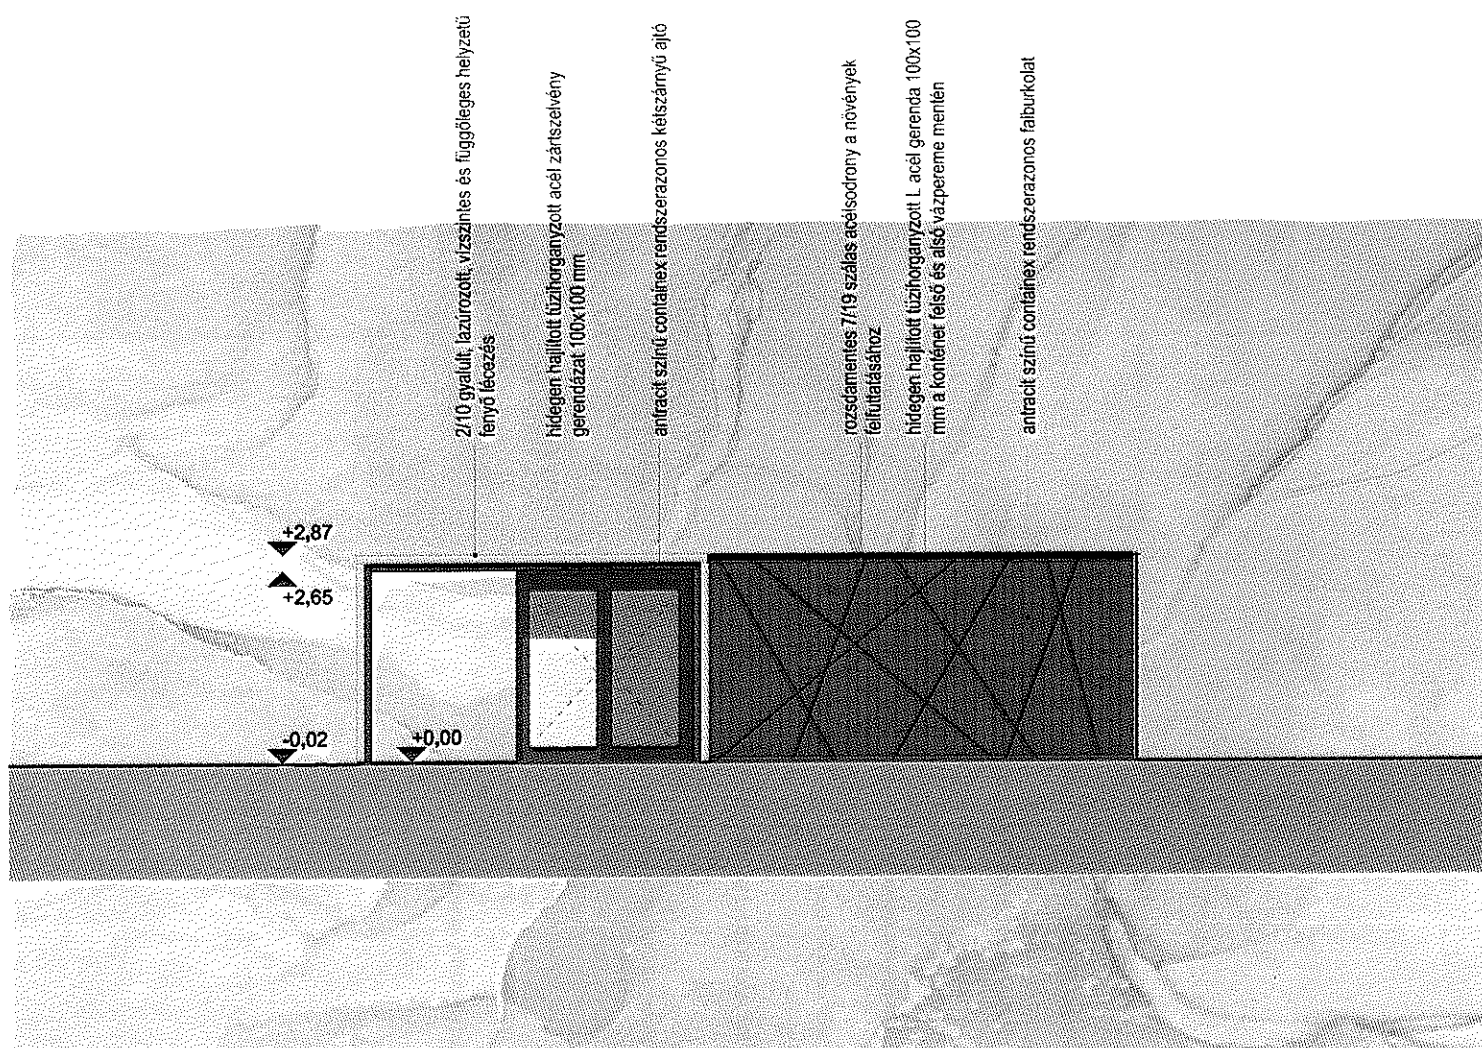 2/10 gyalult, lazúrozott, vízszintes és függőleges helyzetű
fenyő lécezés
hidegen hajlított tűzihorganyzott acél zártszelvény
gerendázat 100x100 mm
antracit színű containex rendszerazonos kétszárnyú ajtó
rozsdamentes 7/19 szálas acélsodrony a növények
felfuttatásához
hidegen hajlított tűzihorganyzott L acél gerenda 100x100
mm a konténer felső és alsó vázpereme mentén
antracit színű containex rendszerazonos falburkolat
+2,87
+2,65
-0,02
+0,00